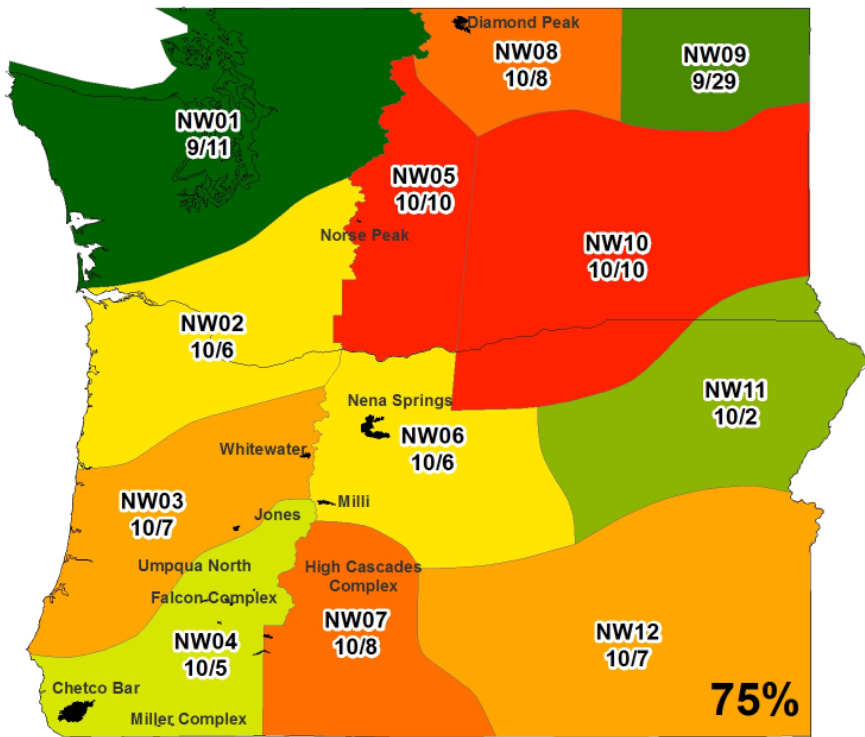 Diamond Peak
NW08
10/8
NW09
9/29
NW01
9/11
NW05
10/10
Norse Peak
NW10
10/10
NW02
10/6
NW11
10/2
Nena Springs
NW06
10/6
Whitewater
NW03
10/7
Milli
Jones
Umpqua North
High Cascades
Complex
Falcon Complex
NW04
10/5
NW07
10/8
NW12
10/7
Chetco Bar
Miller Complex
75%